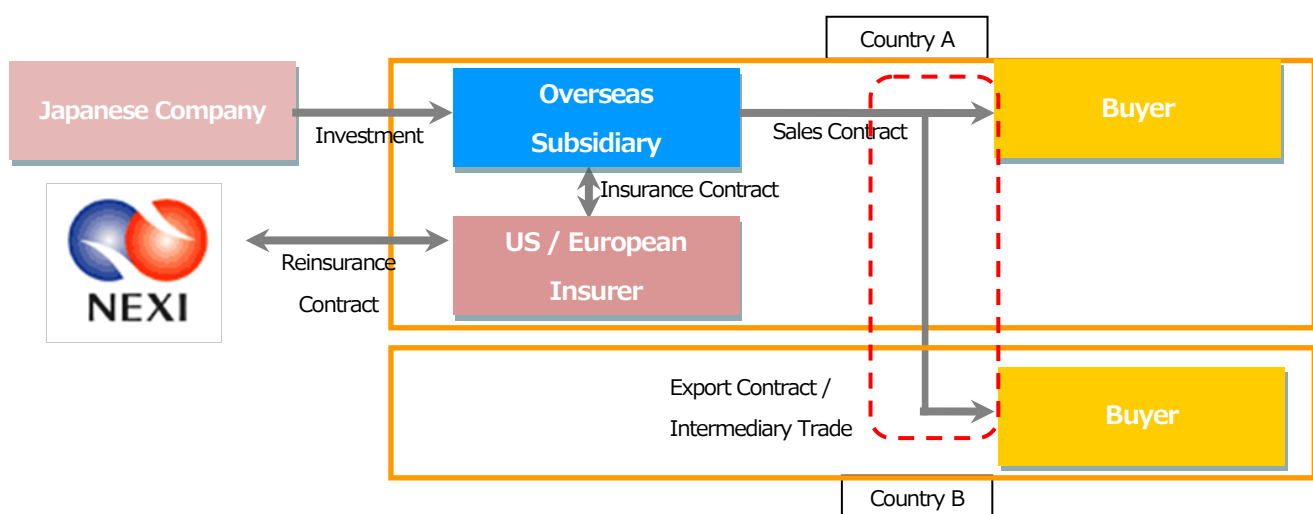 Country A
Japanese Company
Investment
Overseas
Subsidiary
Sales Contract
Buyer
Insurance Contract
NEXI
Reinsurance
Contract
US / European
Insurer
Export Contract /
Intermediary Trade
Buyer
Country B